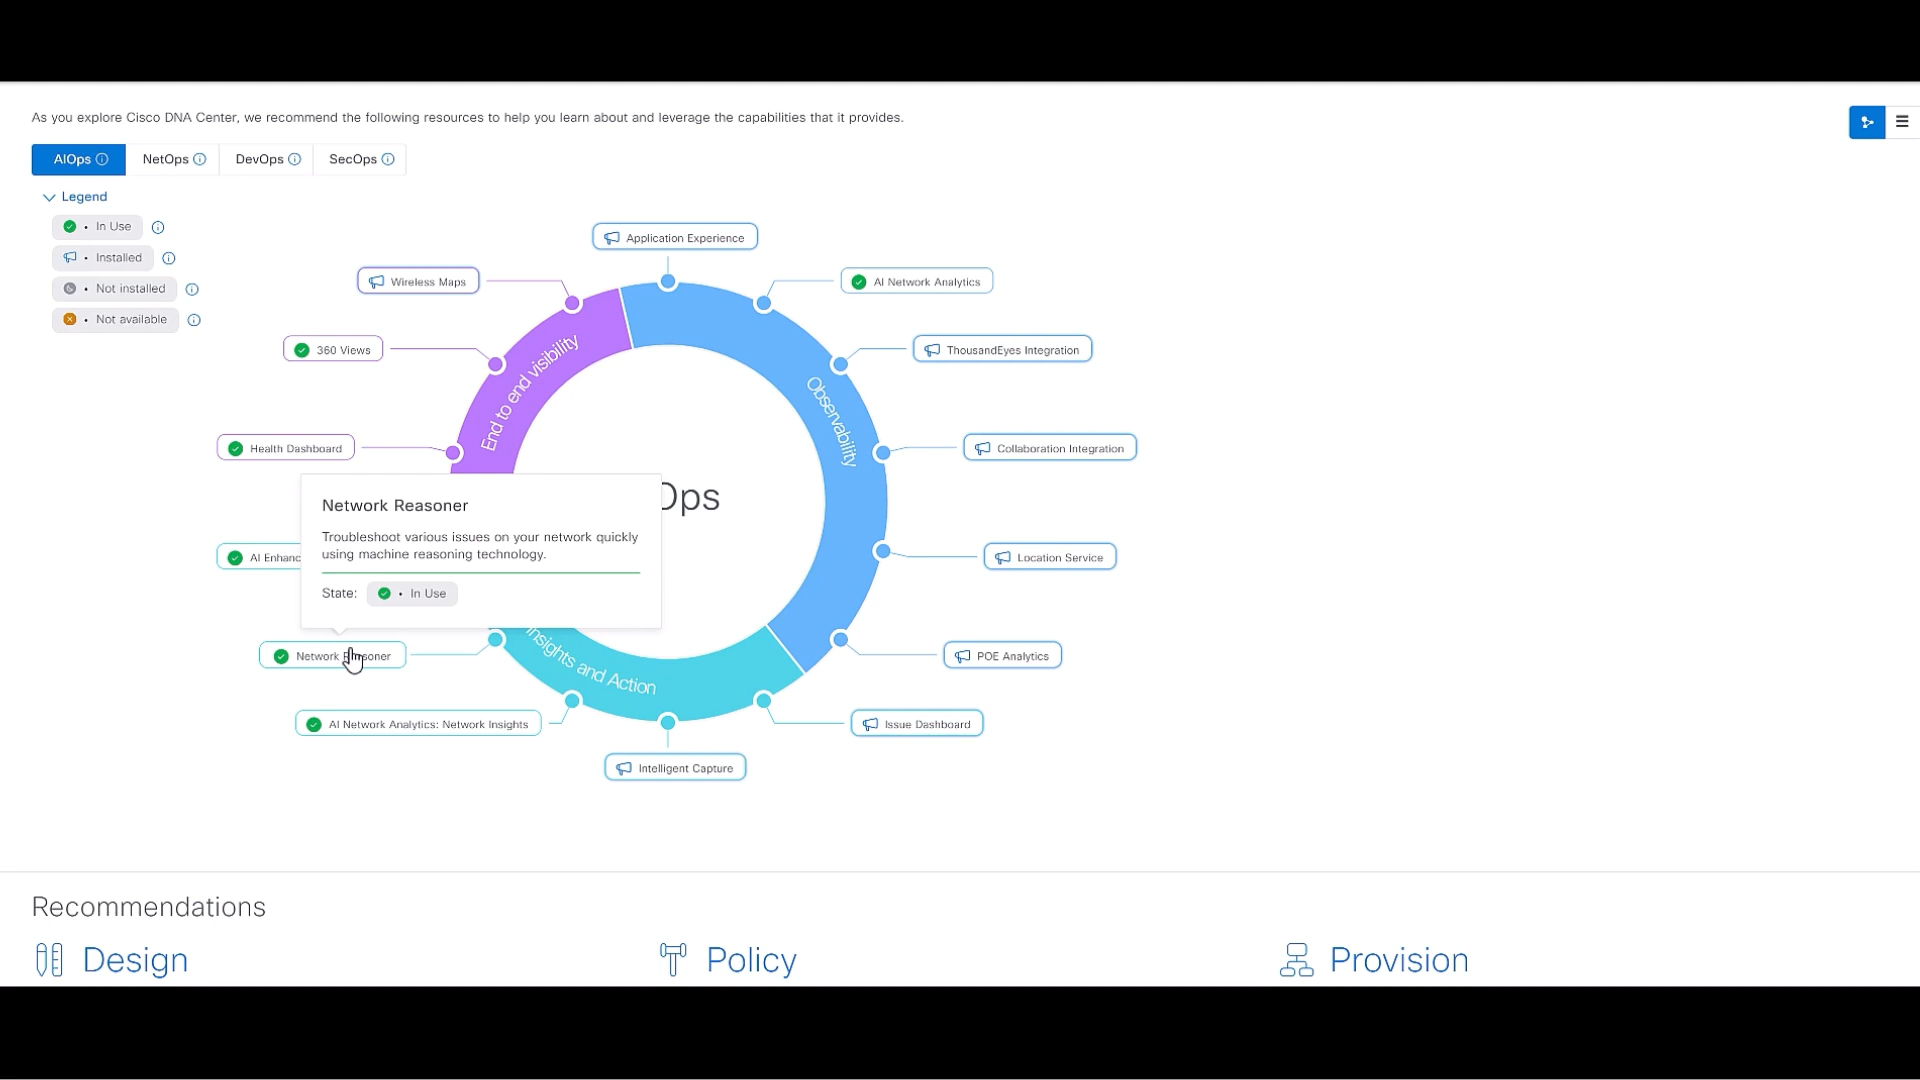 As you explore Cisco DNA Center, we recommend the following resources to help you learn about and leverage the capabilities that it provides.
AIOps
NetOps
DevOps
SecOps
Legend
• In Use
• Installed
• Not installed
• Not available
Application Experience
Wireless Maps
AI Network Analytics
360 Views
ThousandEyes Integration
End to end visibility
Observability
Health Dashboard
Collaboration Integration
Ops
Network Reasoner
Troubleshoot various issues on your network quickly
using machine reasoning technology.
State: • In Use
AI Enhanc
Location Service
Insights and Action
Network
POE Analytics
AI Network Analytics: Network Insights
Issue Dashboard
Intelligent Capture
Recommendations
Design
Policy
Provision